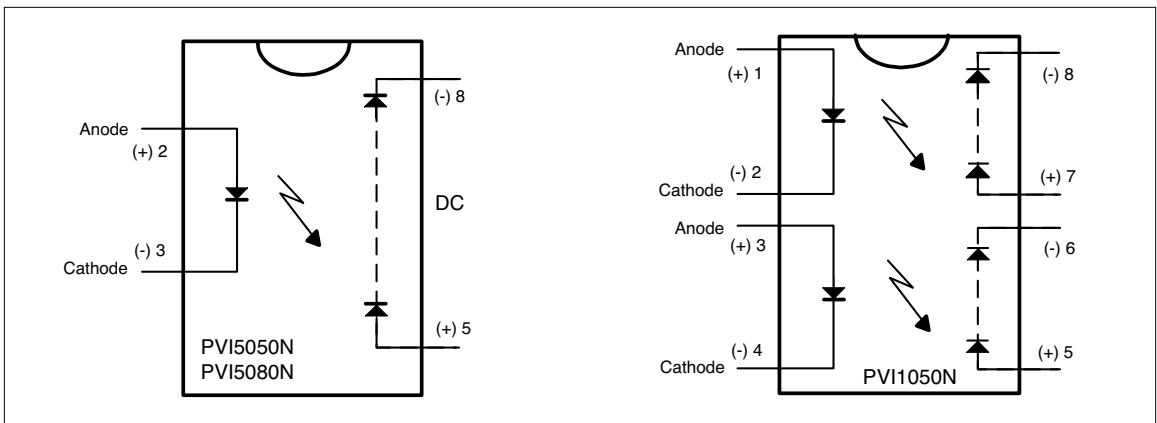 Anode
(+) 2
(-) 3
Cathode
(-) 8
DC
(+) 5
PVI5050N
PVI5080N
Anode
(+) 1
(-) 2
Cathode
Anode
(+) 3
(-) 4
Cathode
(-) 8
(+) 7
(-) 6
(+) 5
PVI1050N